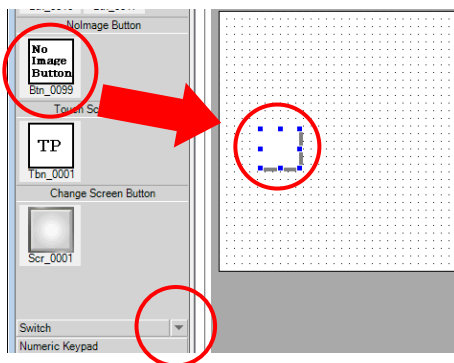 NoImage Button
No
Image
Button
Btn_0099
TP
Tbn_0001
Change Screen Button
Scr_0001
Switch
Numeric Keypad